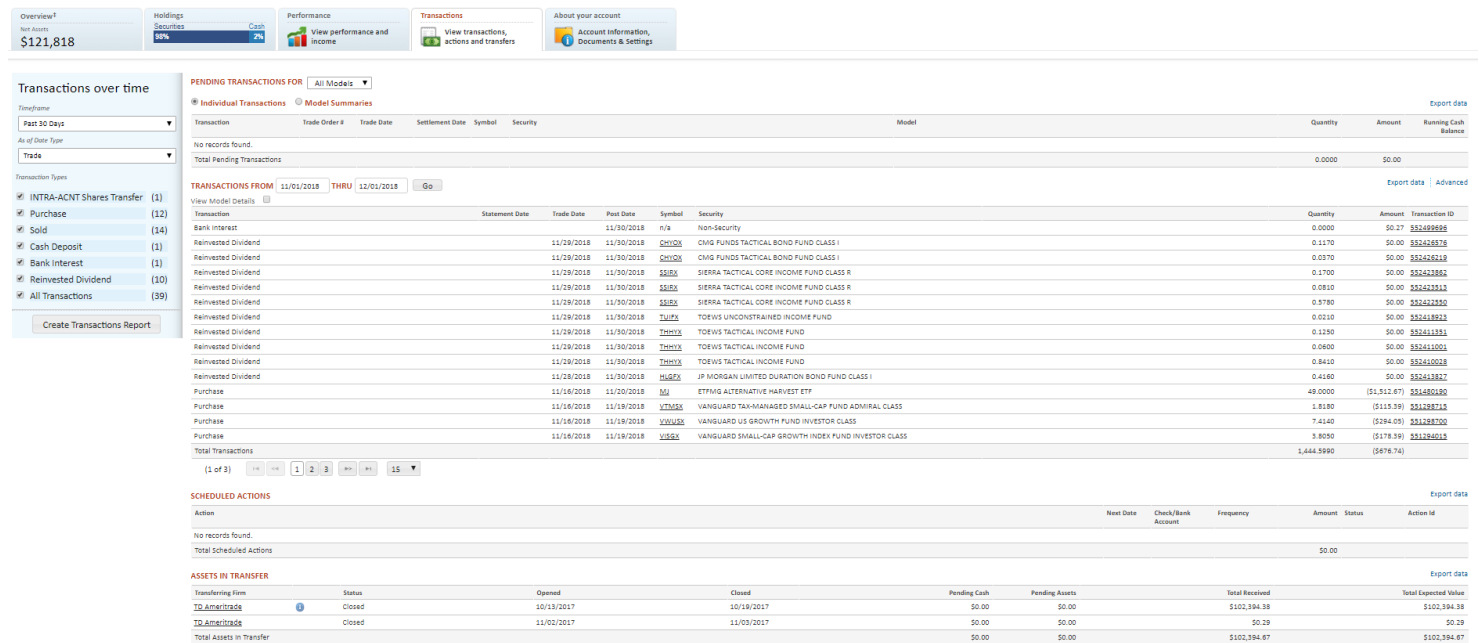 Overview‡
Net Assets
$121,818
Holdings
Securities Cash
98% 2%
Performance
View performance and
income
Transactions
View transactions,
actions and transfers
About your account
Account Information,
Documents & Settings
Transactions over time
Timeframe
Past 30 Days
As of Date Type
Trade
Transaction Types
INTRA-ACNT Shares Transfer (1)
Purchase (12)
Sold (14)
Cash Deposit (1)
Bank Interest (1)
Reinvested Dividend (10)
All Transactions (39)
Create Transactions Report
PENDING TRANSACTIONS FOR All Models
Individual Transactions Model Summaries Export data
Transaction Trade Order # Trade Date Settlement Date Symbol Security Model Quantity Amount Running Cash
Balance
No records found.
Total Pending Transactions 0.0000 $0.00
TRANSACTIONS FROM 11/01/2018 THRU 12/01/2018 Go Export data Advanced
View Model Details
Transaction Statement Date Trade Date Post Date Symbol Security Quantity Amount Transaction ID
Bank Interest 11/30/2018 n/a Non-Security 0.0000 $0.27 552499696
Reinvested Dividend 11/29/2018 11/30/2018 CHYOX CMG FUNDS TACTICAL BOND FUND CLASS I 0.1170 $0.00 552426576
Reinvested Dividend 11/29/2018 11/30/2018 CHYOX CMG FUNDS TACTICAL BOND FUND CLASS I 0.0370 $0.00 552426219
Reinvested Dividend 11/29/2018 11/30/2018 SSIRX SIERRA TACTICAL CORE INCOME FUND CLASS R 0.1700 $0.00 552423862
Reinvested Dividend 11/29/2018 11/30/2018 SSIRX SIERRA TACTICAL CORE INCOME FUND CLASS R 0.0810 $0.00 552423513
Reinvested Dividend 11/29/2018 11/30/2018 SSIRX SIERRA TACTICAL CORE INCOME FUND CLASS R 0.5780 $0.00 552422550
Reinvested Dividend 11/29/2018 11/30/2018 TUIFX TOEWS UNCONSTRAINED INCOME FUND 0.0210 $0.00 552418923
Reinvested Dividend 11/29/2018 11/30/2018 THHYX TOEWS TACTICAL INCOME FUND 0.1250 $0.00 552411351
Reinvested Dividend 11/29/2018 11/30/2018 THHYX TOEWS TACTICAL INCOME FUND 0.0600 $0.00 552411001
Reinvested Dividend 11/29/2018 11/30/2018 THHYX TOEWS TACTICAL INCOME FUND 0.8410 $0.00 552410028
Reinvested Dividend 11/28/2018 11/30/2018 HLGFX JP MORGAN LIMITED DURATION BOND FUND CLASS I 0.4160 $0.00 552413827
Purchase 11/16/2018 11/20/2018 MJ ETFMG ALTERNATIVE HARVEST ETF 49.0000 ($1,512.67) 551480190
Purchase 11/16/2018 11/19/2018 VTMSX VANGUARD TAX-MANAGED SMALL-CAP FUND ADMIRAL CLASS 1.8180 ($115.39) 551298715
Purchase 11/16/2018 11/19/2018 VWUSX VANGUARD US GROWTH FUND INVESTOR CLASS 7.4140 ($294.05) 551298700
Purchase 11/16/2018 11/19/2018 VISGX VANGUARD SMALL-CAP GROWTH INDEX FUND INVESTOR CLASS 3.8050 ($178.39) 551294015
Total Transactions 1,444.5990 ($676.74)
(1 of 3) 1 2 3 15
SCHEDULED ACTIONS Export data
Action Next Date Check/Bank Frequency Amount Status Action Id
Account
No records found.
Total Scheduled Actions $0.00
ASSETS IN TRANSFER Export data
Transferring Firm Status Opened Closed Pending Cash Pending Assets Total Received Total Expected Value
TD Ameritrade Closed 10/13/2017 10/19/2017 $0.00 $0.00 $102,394.38 $102,394.38
TD Ameritrade Closed 11/02/2017 11/03/2017 $0.00 $0.00 $0.29 $0.29
Total Assets in Transfer $0.00 $0.00 $102,394.67 $102,394.67